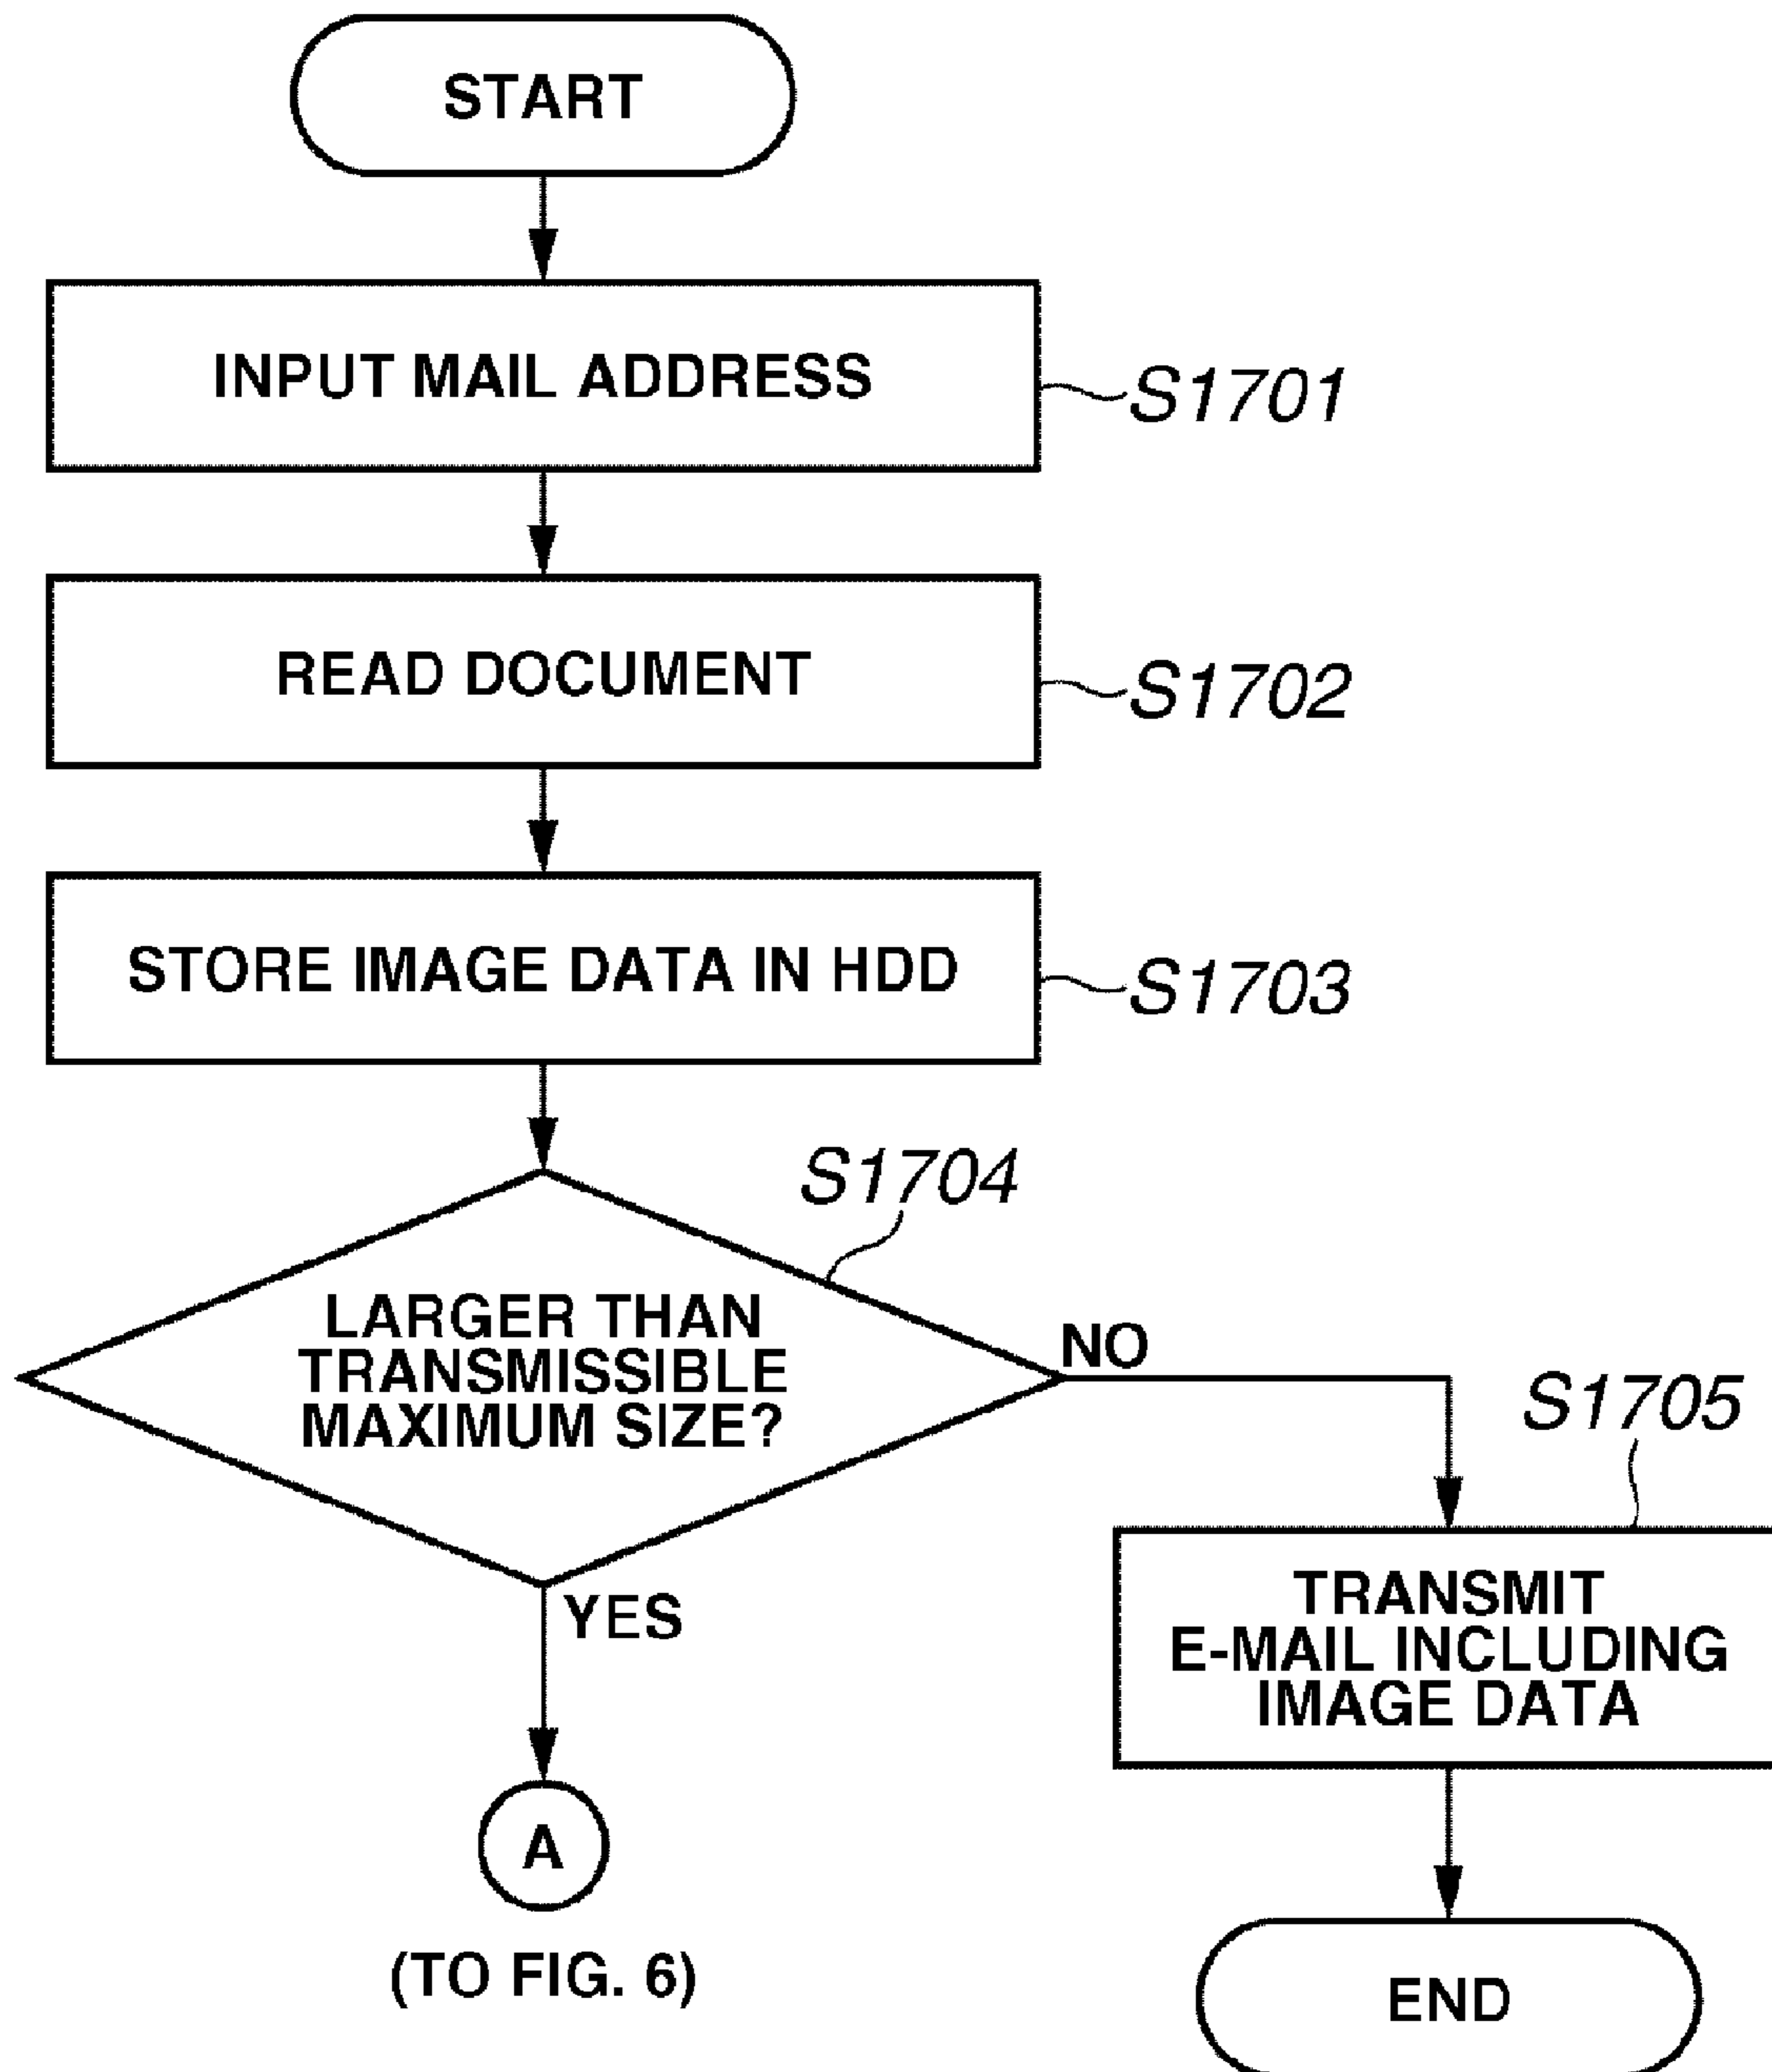 START
INPUT MAIL ADDRESS
S1701
READ DOCUMENT
S1702
STORE IMAGE DATA IN HDD
S1703
S1704
LARGER THAN
TRANSMISSIBLE
MAXIMUM SIZE?
NO
YES
S1705
TRANSMIT
E-MAIL INCLUDING
IMAGE DATA
A
(TO FIG. 6)
END